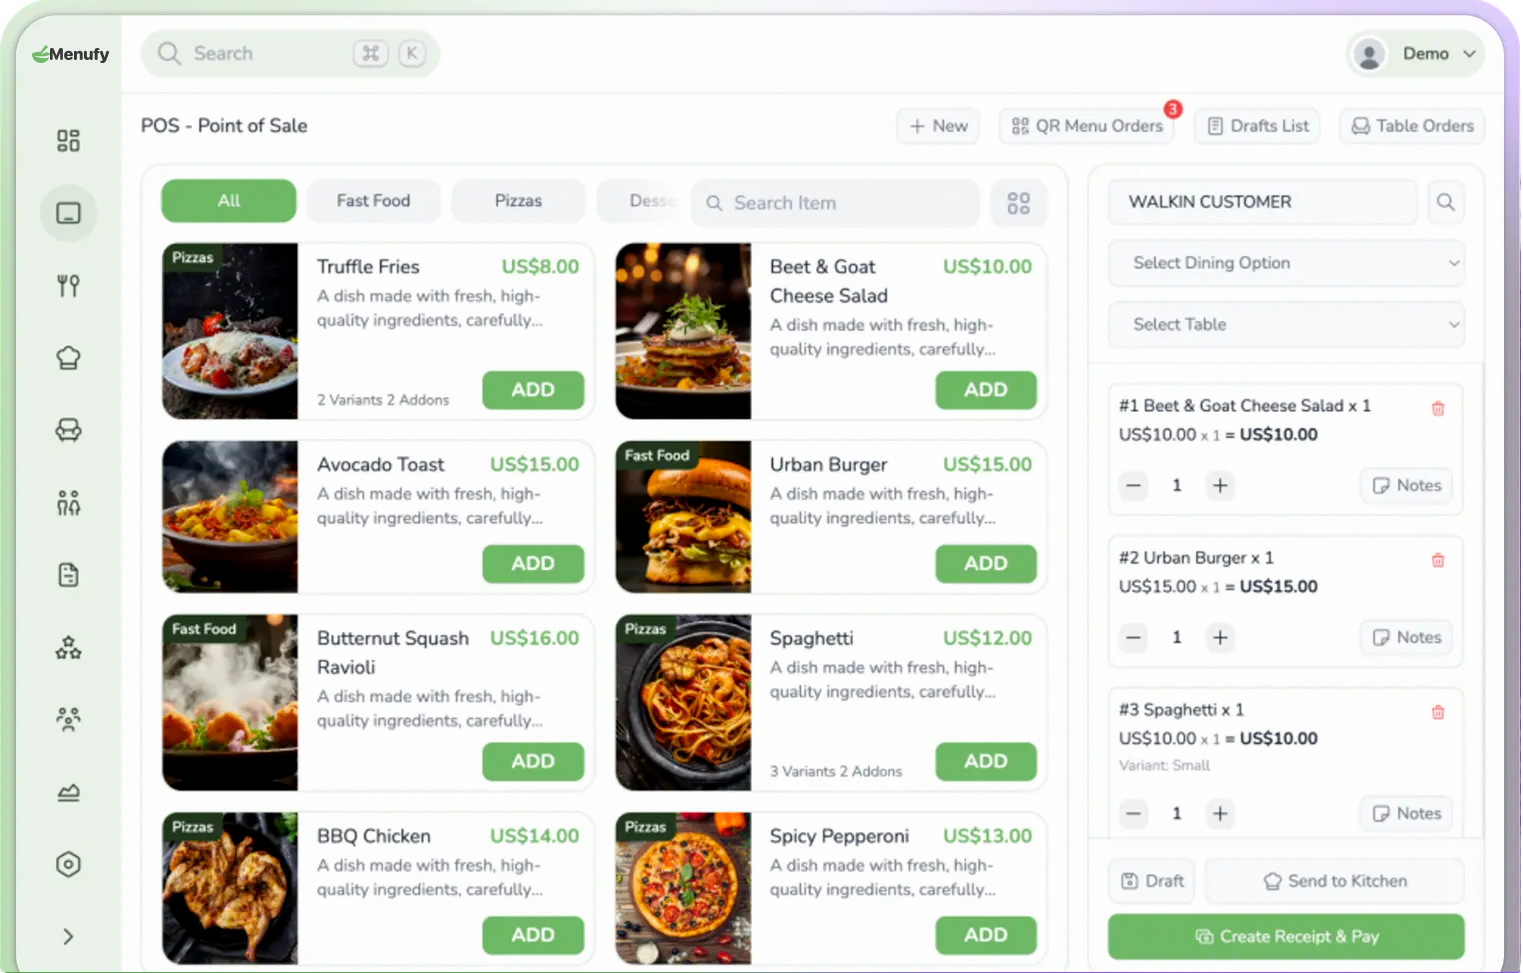 Menufy
Search
⌘ K
Demo
POS - Point of Sale
+ New
QR Menu Orders
3
Drafts List
Table Orders
All
Fast Food
Pizzas
Desse
Search Item
Pizzas
Truffle Fries
US$8.00
A dish made with fresh, high-
quality ingredients, carefully...
2 Variants 2 Addons
ADD
Beet & Goat
Cheese Salad
US$10.00
A dish made with fresh, high-
quality ingredients, carefully...
ADD
Avocado Toast
US$15.00
A dish made with fresh, high-
quality ingredients, carefully...
ADD
Fast Food
Urban Burger
US$15.00
A dish made with fresh, high-
quality ingredients, carefully...
ADD
Fast Food
Butternut Squash
Ravioli
US$16.00
A dish made with fresh, high-
quality ingredients, carefully...
ADD
Pizzas
Spaghetti
US$12.00
A dish made with fresh, high-
quality ingredients, carefully...
3 Variants 2 Addons
ADD
Pizzas
BBQ Chicken
US$14.00
A dish made with fresh, high-
quality ingredients, carefully...
ADD
Pizzas
Spicy Pepperoni
US$13.00
A dish made with fresh, high-
quality ingredients, carefully...
ADD
WALKIN CUSTOMER
Select Dining Option
Select Table
#1 Beet & Goat Cheese Salad x 1
US$10.00 x 1 = US$10.00
− 1 +
Notes
#2 Urban Burger x 1
US$15.00 x 1 = US$15.00
− 1 +
Notes
#3 Spaghetti x 1
US$10.00 x 1 = US$10.00
Variant: Small
− 1 +
Notes
Draft
Send to Kitchen
Create Receipt & Pay